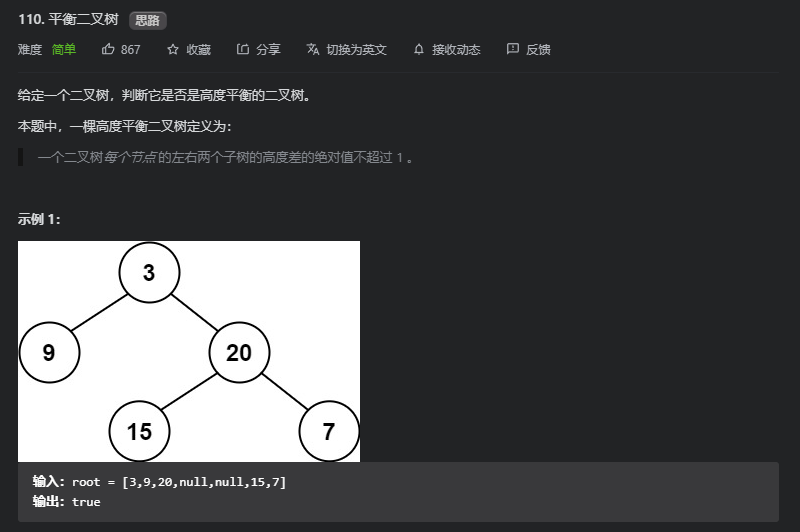 110. 平衡二叉树 思路
难度 简单 867 收藏 分享 切换为英文 接收动态 反馈
给定一个二叉树，判断它是否是高度平衡的二叉树。
本题中，一棵高度平衡二叉树定义为：
一个二叉树每个节点 的左右两个子树的高度差的绝对值不超过 1 。
示例 1：
3
9 20
15 7
输入：root = [3,9,20,null,null,15,7]
输出：true